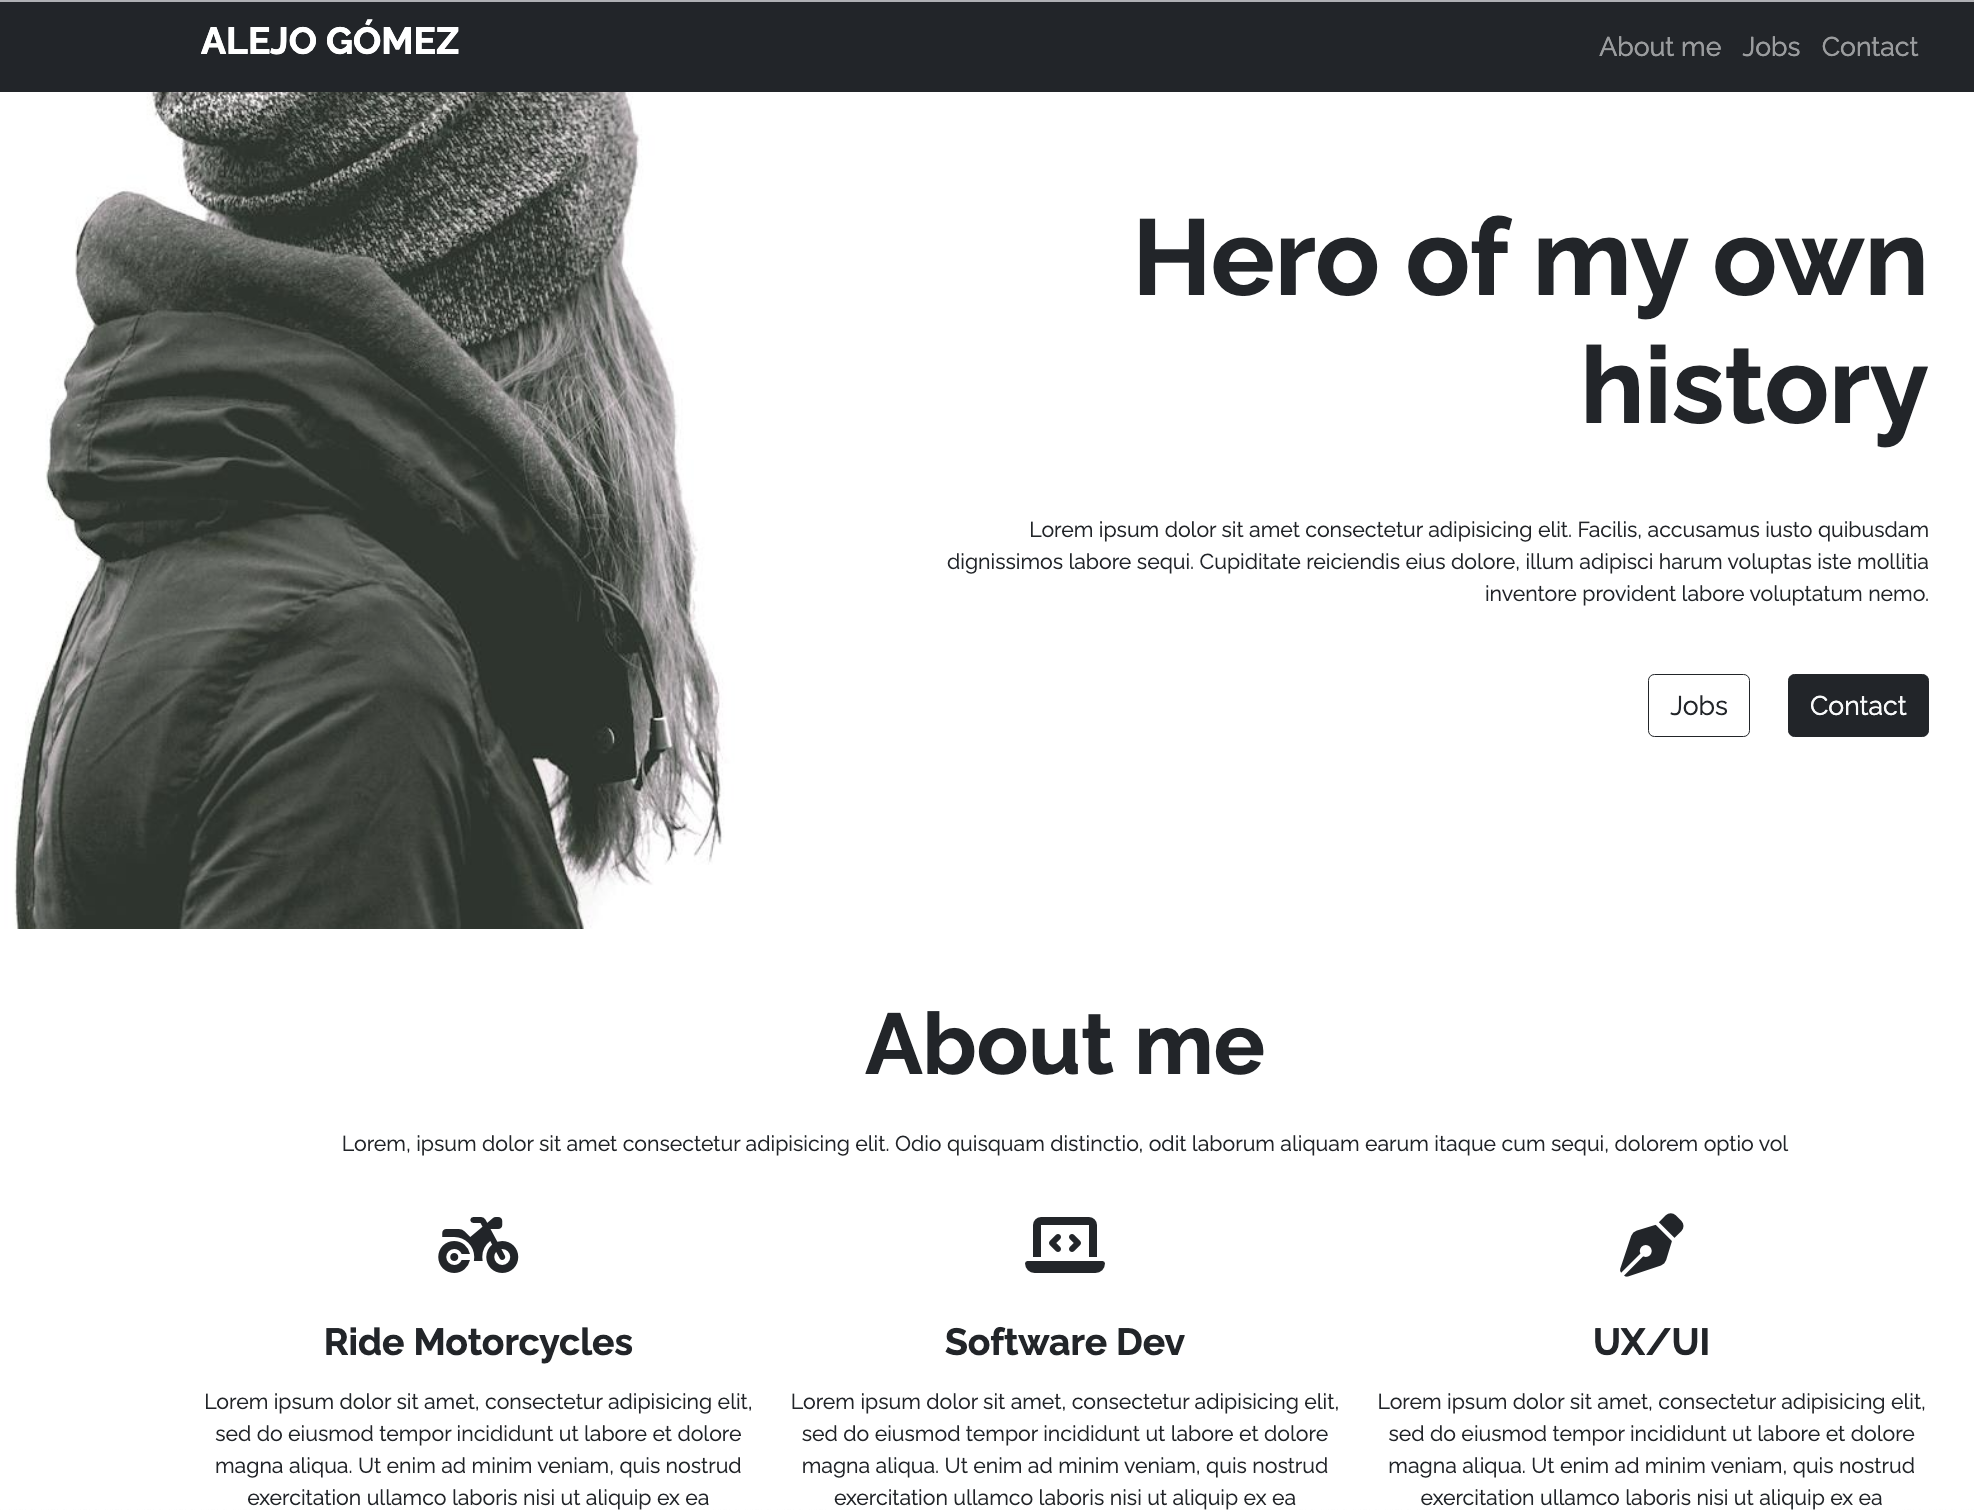 ALEJO GÓMEZ
About me Jobs Contact
Hero of my own
history
Lorem ipsum dolor sit amet consectetur adipisicing elit. Facilis, accusamus iusto quibusdam
dignissimos labore sequi. Cupiditate reiciendis eius dolore, illum adipisci harum voluptas iste mollitia
inventore provident labore voluptatum nemo.
Jobs Contact
About me
Lorem, ipsum dolor sit amet consectetur adipisicing elit. Odio quisquam distinctio, odit laborum aliquam earum itaque cum sequi, dolorem optio vol
Ride Motorcycles
Lorem ipsum dolor sit amet, consectetur adipisicing elit,
sed do eiusmod tempor incididunt ut labore et dolore
magna aliqua. Ut enim ad minim veniam, quis nostrud
exercitation ullamco laboris nisi ut aliquip ex ea
Software Dev
Lorem ipsum dolor sit amet, consectetur adipisicing elit,
sed do eiusmod tempor incididunt ut labore et dolore
magna aliqua. Ut enim ad minim veniam, quis nostrud
exercitation ullamco laboris nisi ut aliquip ex ea
UX/UI
Lorem ipsum dolor sit amet, consectetur adipisicing elit,
sed do eiusmod tempor incididunt ut labore et dolore
magna aliqua. Ut enim ad minim veniam, quis nostrud
exercitation ullamco laboris nisi ut aliquip ex ea